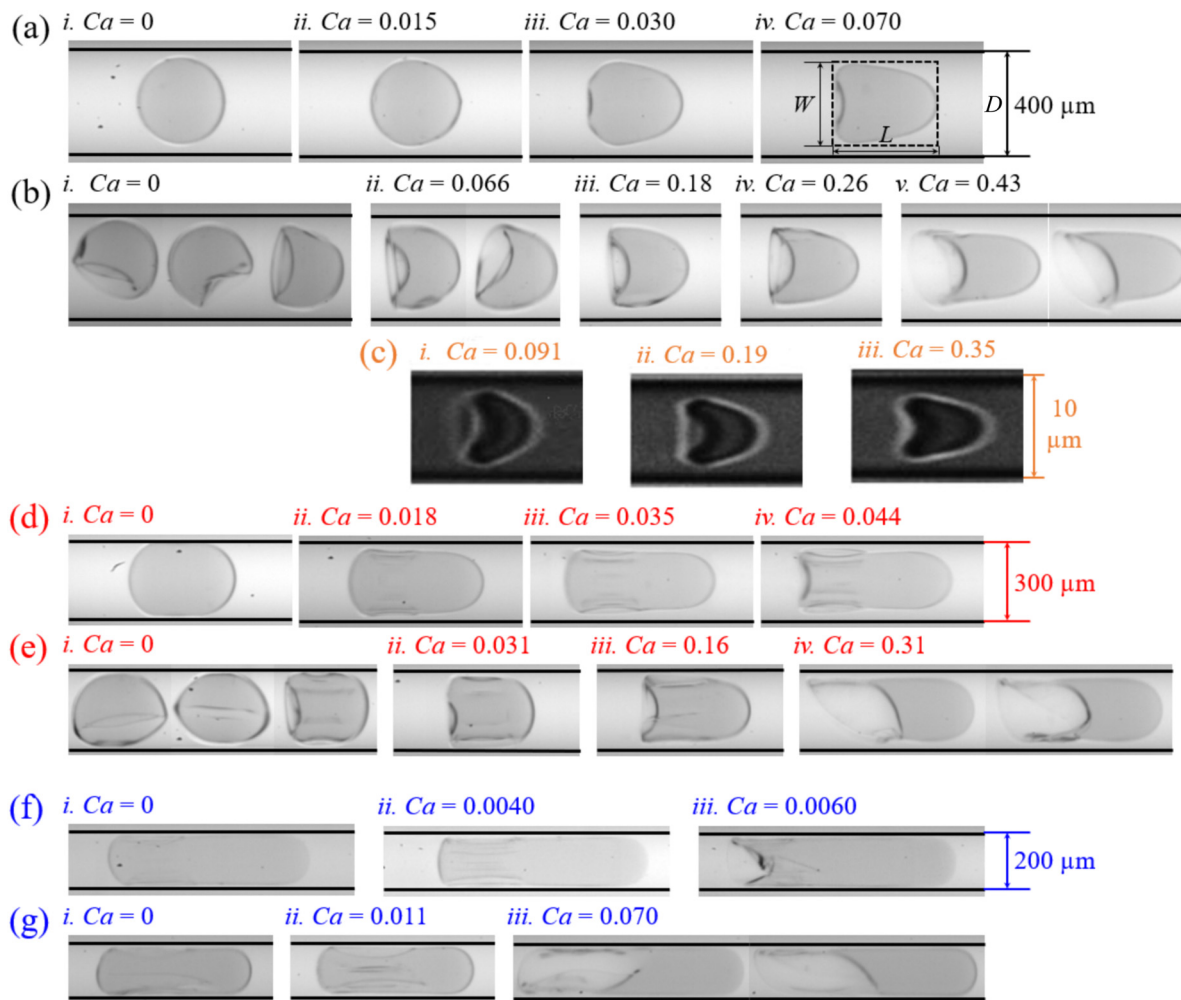 (a) i. Ca = 0 ii. Ca = 0.015 iii. Ca = 0.030 iv. Ca = 0.070
W L D 400 µm
(b) i. Ca = 0 ii. Ca = 0.066 iii. Ca = 0.18 iv. Ca = 0.26 v. Ca = 0.43
(c) i. Ca = 0.091 ii. Ca = 0.19 iii. Ca = 0.35
10
µm
(d) i. Ca = 0 ii. Ca = 0.018 iii. Ca = 0.035 iv. Ca = 0.044
300 µm
(e) i. Ca = 0 ii. Ca = 0.031 iii. Ca = 0.16 iv. Ca = 0.31
(f) i. Ca = 0 ii. Ca = 0.0040 iii. Ca = 0.0060
200 µm
(g) i. Ca = 0 ii. Ca = 0.011 iii. Ca = 0.070